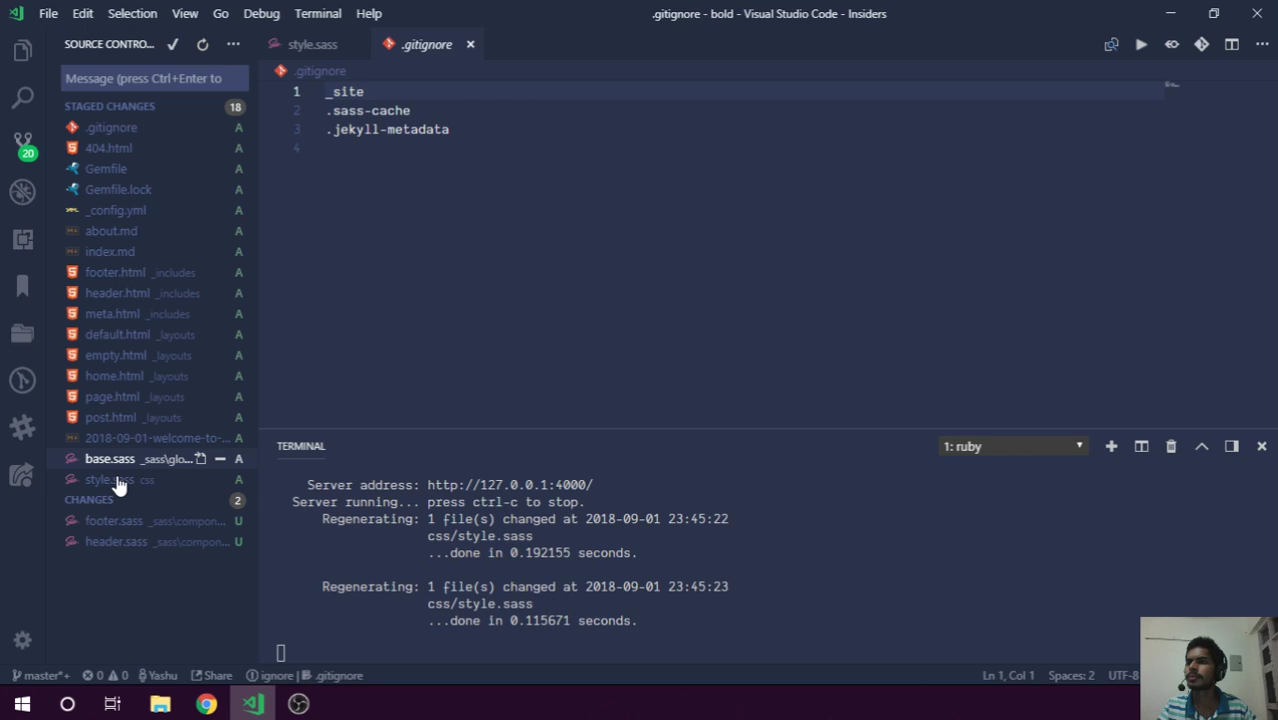 File Edit Selection View Go Debug Terminal Help
.gitignore - bold - Visual Studio Code - Insiders
SOURCE CONTRO...
style.sass
.gitignore
Message (press Ctrl+Enter to
.gitignore
STAGED CHANGES 18
.gitignore A
404.html A
Gemfile A
Gemfile.lock A
_config.yml A
about.md A
index.md A
footer.html _includes A
header.html _includes A
meta.html _includes A
default.html _layouts A
empty.html _layouts A
home.html _layouts A
page.html _layouts A
post.html _layouts A
2018-09-01-welcome-to-... A
base.sass _sass\glo... A
style.sass css A
CHANGES 2
footer.sass _sass\compon... U
header.sass _sass\compon... U
20
1 _site
2 .sass-cache
3 .jekyll-metadata
4
TERMINAL
1: ruby
Server address: http://127.0.0.1:4000/
Server running... press ctrl-c to stop.
Regenerating: 1 file(s) changed at 2018-09-01 23:45:22
css/style.sass
...done in 0.192155 seconds.
Regenerating: 1 file(s) changed at 2018-09-01 23:45:23
css/style.sass
...done in 0.115671 seconds.
master*+ 0 0 Yashu Share ignore | .gitignore
Ln 1, Col 1 Spaces: 2 UTF-8